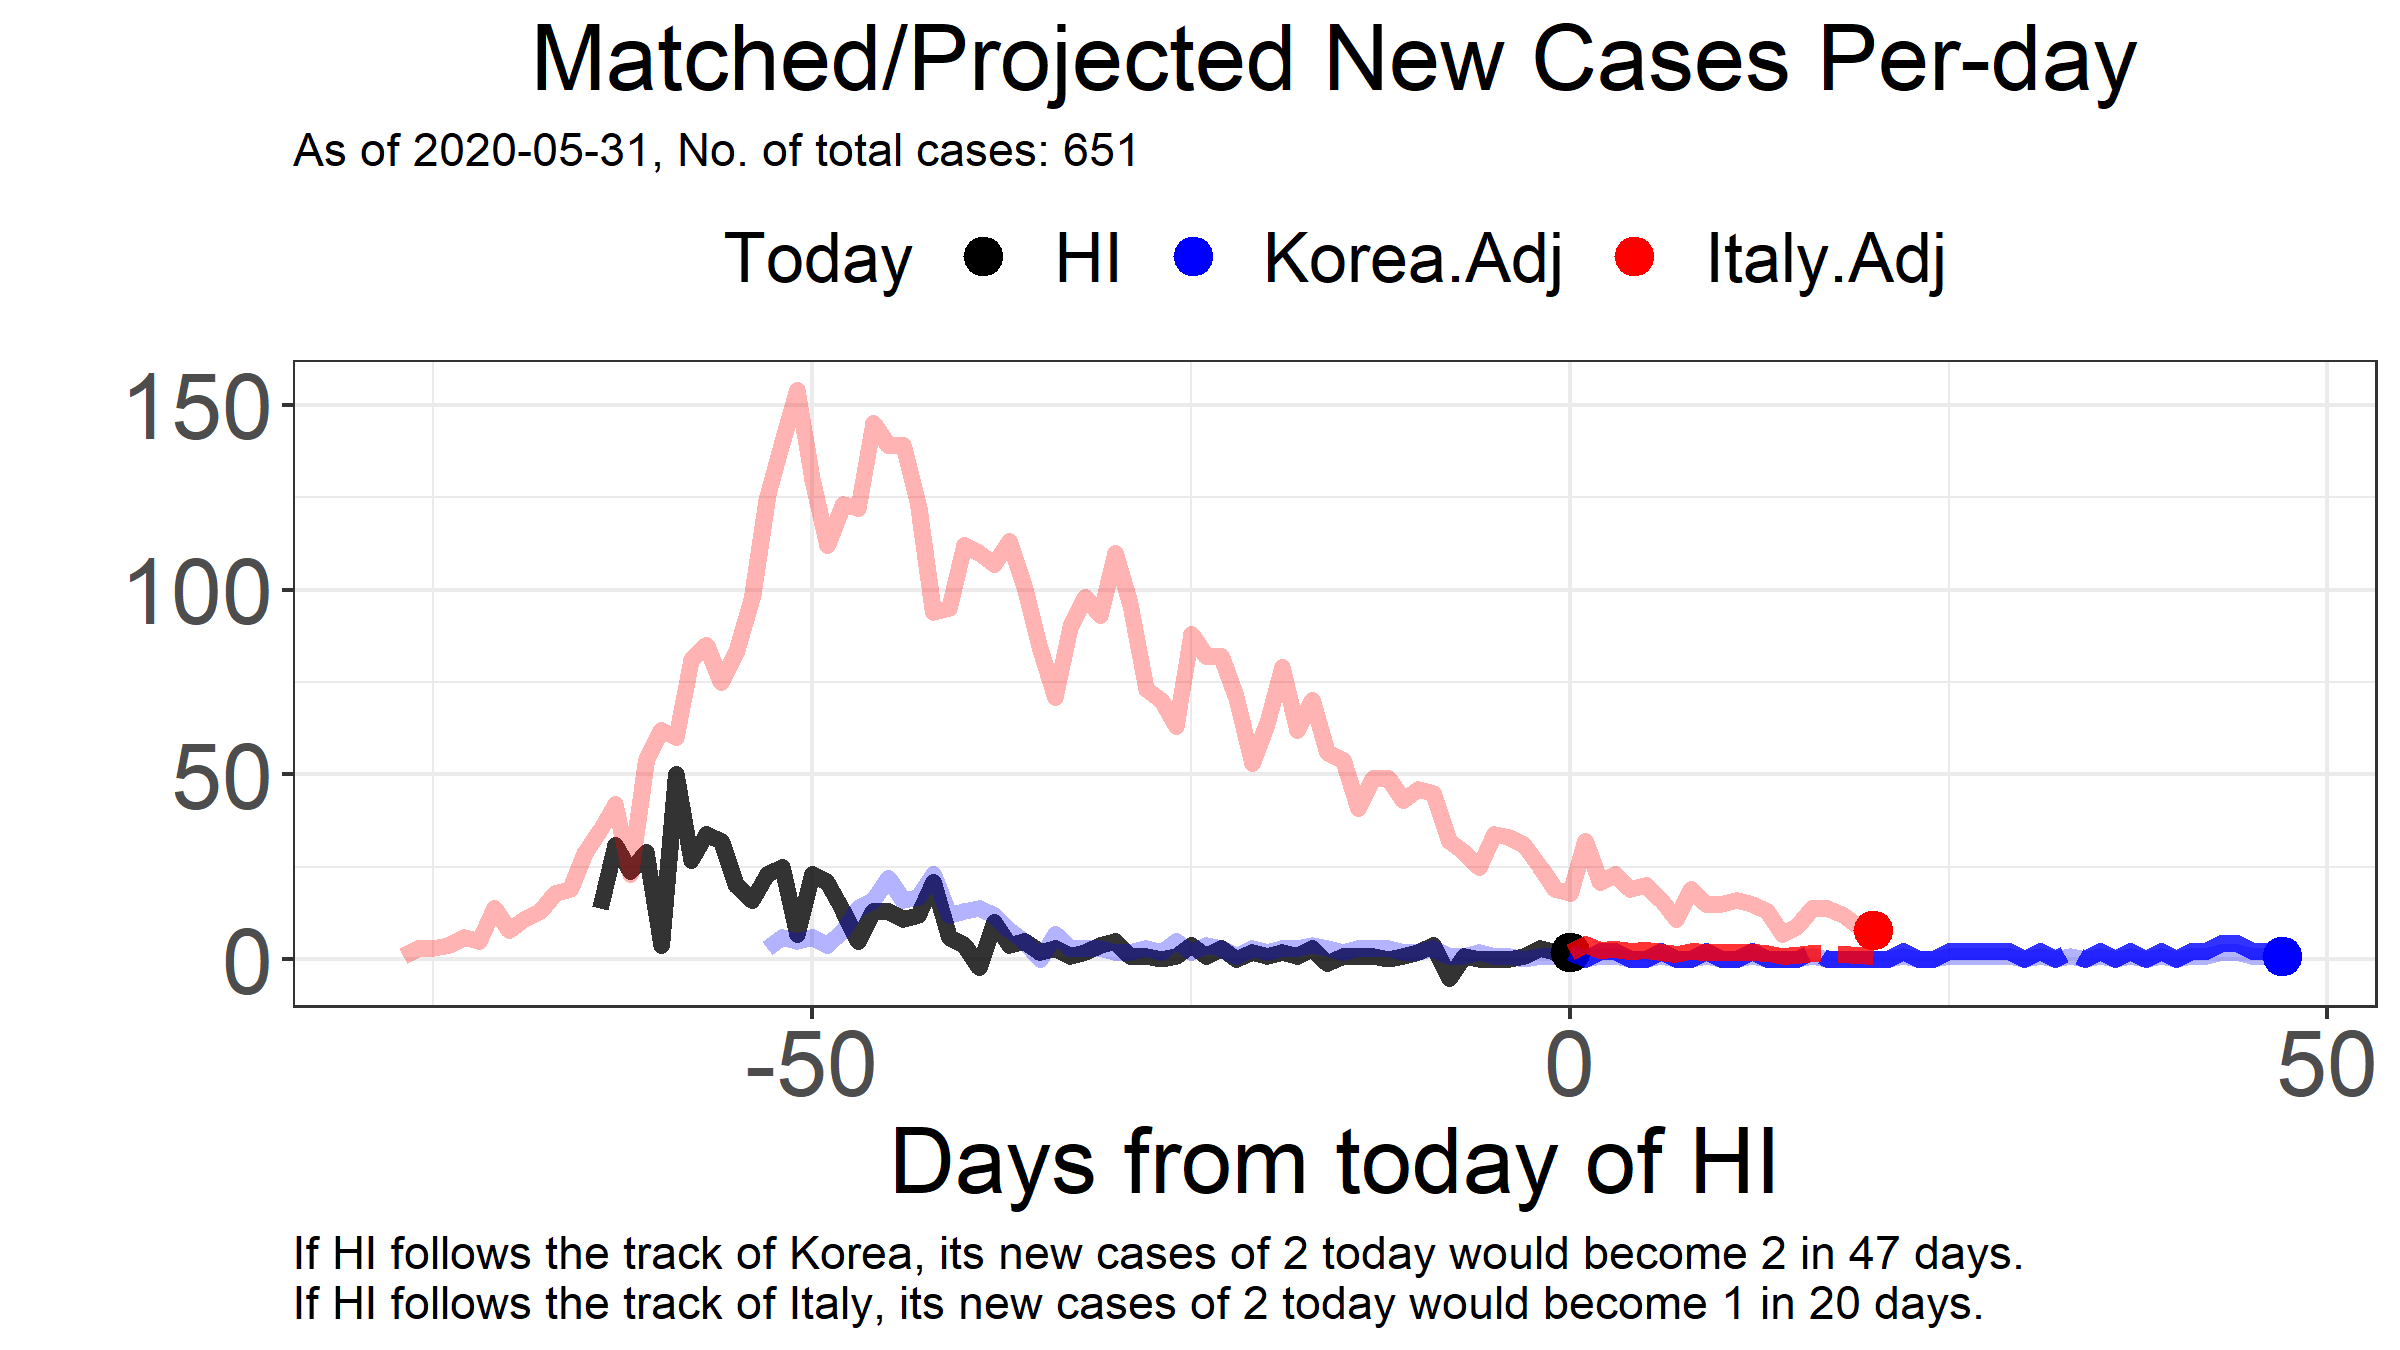 Matched/Projected New Cases Per-day
As of 2020-05-31, No. of total cases: 651
Today HI Korea.Adj Italy.Adj
150
100
50
0
-50 0 50
Days from today of HI
If HI follows the track of Korea, its new cases of 2 today would become 2 in 47 days.
If HI follows the track of Italy, its new cases of 2 today would become 1 in 20 days.